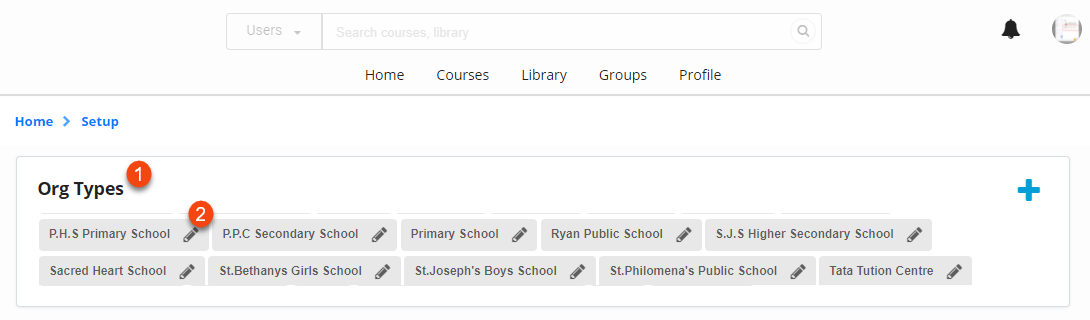 Users Search courses, library
Home Courses Library Groups Profile
Home Setup
1
Org Types
2
P.H.S Primary School P.P.C Secondary School Primary School Ryan Public School S.J.S Higher Secondary School
Sacred Heart School St.Bethanys Girls School St.Joseph's Boys School St.Philomena's Public School Tata Tution Centre